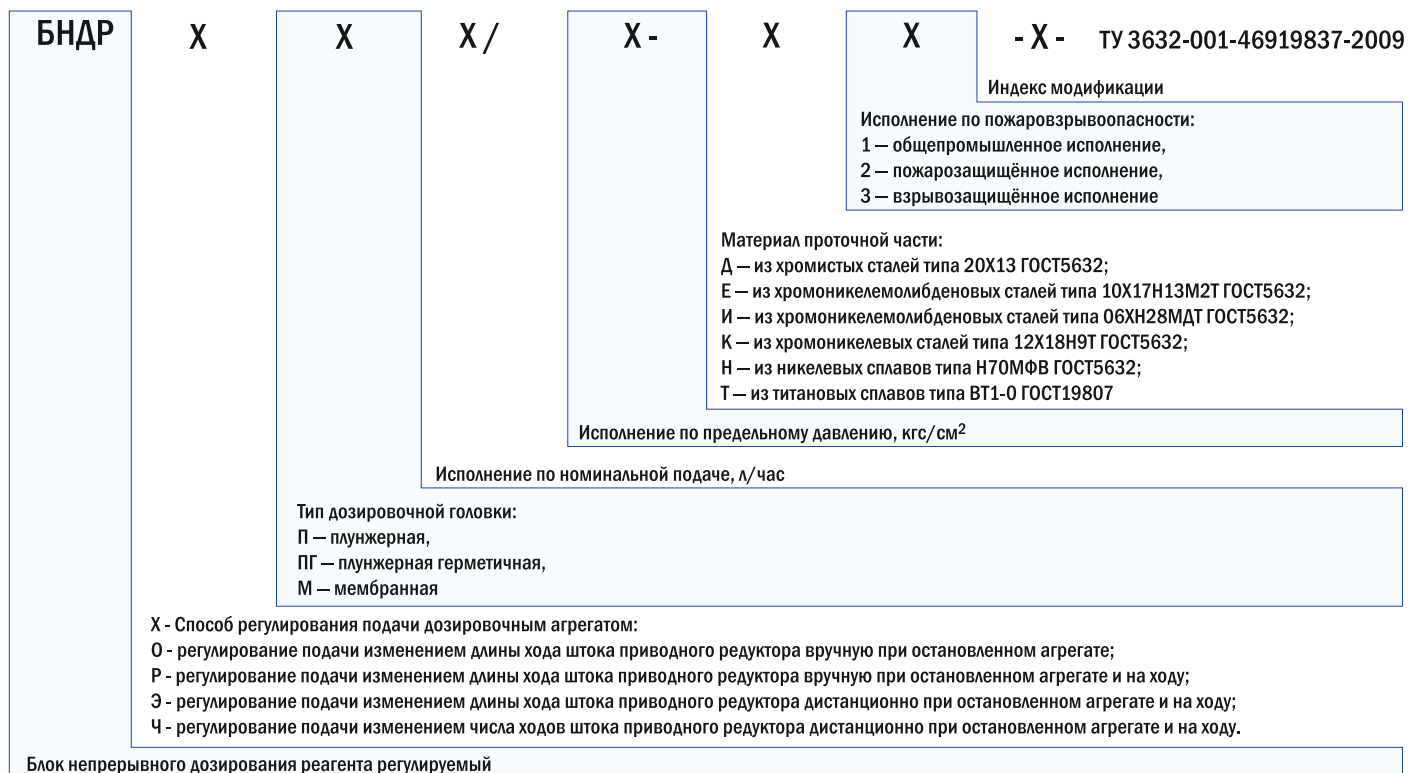 БНДР Х Х Х / Х - Х Х - Х - ТУ 3632-001-46919837-2009
Индекс модификации
Исполнение по пожаровзрывоопасности:
1 — общепромышленное исполнение,
2 — пожарозащищённое исполнение,
3 — взрывозащищённое исполнение
Материал проточной части:
Д — из хромистых сталей типа 20Х13 ГОСТ5632;
Е — из хромоникелемолибденовых сталей типа 10Х17Н13М2Т ГОСТ5632;
И — из хромоникелемолибденовых сталей типа 06ХН28МДТ ГОСТ5632;
К — из хромоникелевых сталей типа 12Х18Н9Т ГОСТ5632;
Н — из никелевых сплавов типа Н70МФВ ГОСТ5632;
Т — из титановых сплавов типа ВТ1-0 ГОСТ19807
Исполнение по предельному давлению, кгс/см²
Исполнение по номинальной подаче, л/час
Тип дозировочной головки:
П — плунжерная,
ПГ — плунжерная герметичная,
М — мембранная
Х - Способ регулирования подачи дозировочным агрегатом:
О - регулирование подачи изменением длины хода штока приводного редуктора вручную при остановленном агрегате;
Р - регулирование подачи изменением длины хода штока приводного редуктора вручную при остановленном агрегате и на ходу;
Э - регулирование подачи изменением длины хода штока приводного редуктора дистанционно при остановленном агрегате и на ходу;
Ч - регулирование подачи изменением числа ходов штока приводного редуктора дистанционно при остановленном агрегате и на ходу.
Блок непрерывного дозирования реагента регулируемый